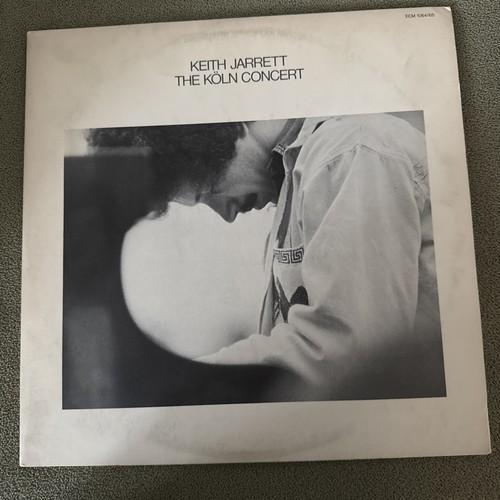 ECM 1064/65
KEITH JARRETT
THE KÖLN CONCERT